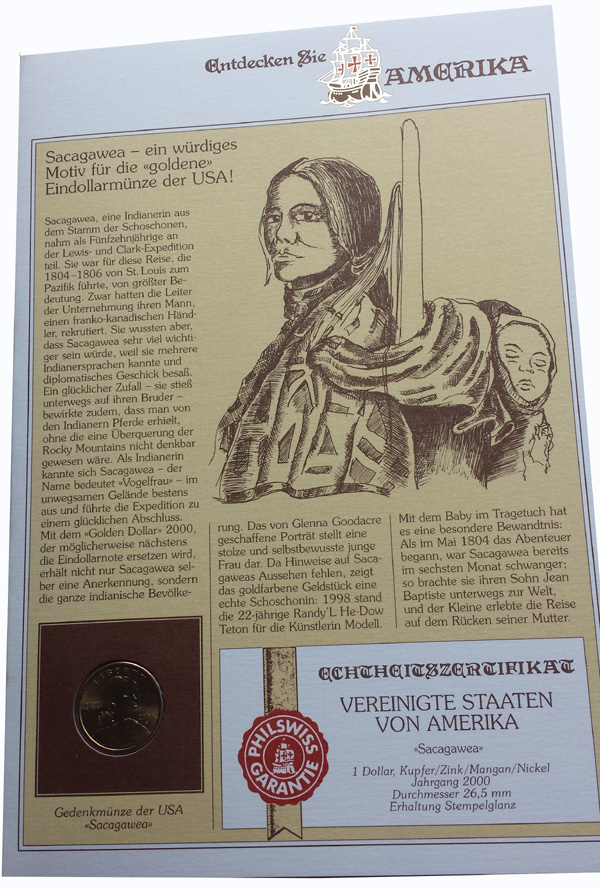 Entdecken Sie
AMERIKA
Sacagawea – ein würdiges
Motiv für die «goldene»
Eindollarmünze der USA!
Sacagawea, eine Indianerin aus
dem Stamm der Schoschonen,
nahm als Fünfzehnjährige an
der Lewis- und Clark-Expedition
teil. Sie war für diese Reise, die
1804–1806 von St. Louis zum
Pazifik führte, von größter Be-
deutung. Zwar hatten die Leiter
der Unternehmung ihren Mann,
einen franko-kanadischen Händ-
ler, rekrutiert. Sie wussten aber,
dass Sacagawea sehr viel wichti-
ger sein würde, weil sie mehrere
Indianersprachen kannte und
diplomatisches Geschick besaß.
Ein glücklicher Zufall – sie stieß
unterwegs auf ihren Bruder –
bewirkte zudem, dass man von
den Indianern Pferde erhielt,
ohne die eine Überquerung der
Rocky Mountains nicht denkbar
gewesen wäre. Als Indianerin
kannte sich Sacagawea – der
Name bedeutet «Vogelfrau» – im
unwegsamen Gelände bestens
aus und führte die Expedition zu
einem glücklichen Abschluss.
Mit dem «Golden Dollar» 2000,
der möglicherweise nächstens
die Eindollarnote ersetzen wird,
erhält nicht nur Sacagawea sel-
ber eine Anerkennung, sondern
die ganze indianische Bevölke-
rung. Das von Glenna Goodacre
geschaffene Porträt stellt eine
stolze und selbstbewusste junge
Frau dar. Da Hinweise auf Saca-
gaweas Aussehen fehlen, zeigt
das goldfarbene Geldstück eine
echte Schoschonin: 1998 stand
die 22-jährige Randy'L He-Dow
Teton für die Künstlerin Modell.
Mit dem Baby im Tragetuch hat
es eine besondere Bewandtnis:
Als im Mai 1804 das Abenteuer
begann, war Sacagawea bereits
im sechsten Monat schwanger;
so brachte sie ihren Sohn Jean
Baptiste unterwegs zur Welt,
und der Kleine erlebte die Reise
auf dem Rücken seiner Mutter.
LIBERTY
Gedenkmünze der USA
«Sacagawea»
PHILSWISS
GARANTIE
ECHTHEITSZERTIFIKAT
VEREINIGTE STAATEN
VON AMERIKA
«Sacagawea»
1 Dollar, Kupfer/Zink/Mangan/Nickel
Jahrgang 2000
Durchmesser 26,5 mm
Erhaltung Stempelglanz